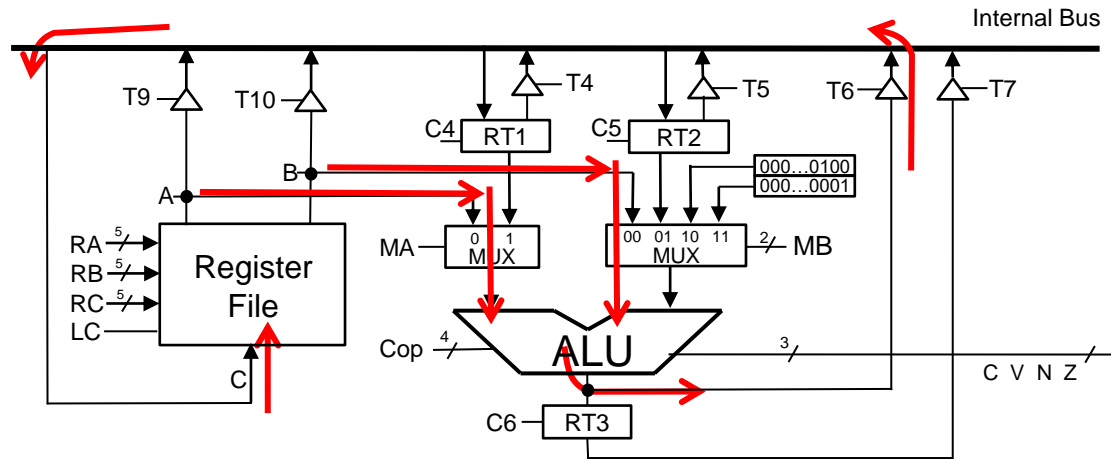 Internal Bus
T9
T10
T4
T5
T6
T7
C4
RT1
C5
RT2
000...0100
000...0001
B
A
RA
5
RB
5
RC
5
LC
Register
File
C
MA
0 1
MUX
00 01 10 11
MUX
2
MB
Cop
4
ALU
3
C V N Z
C6
RT3